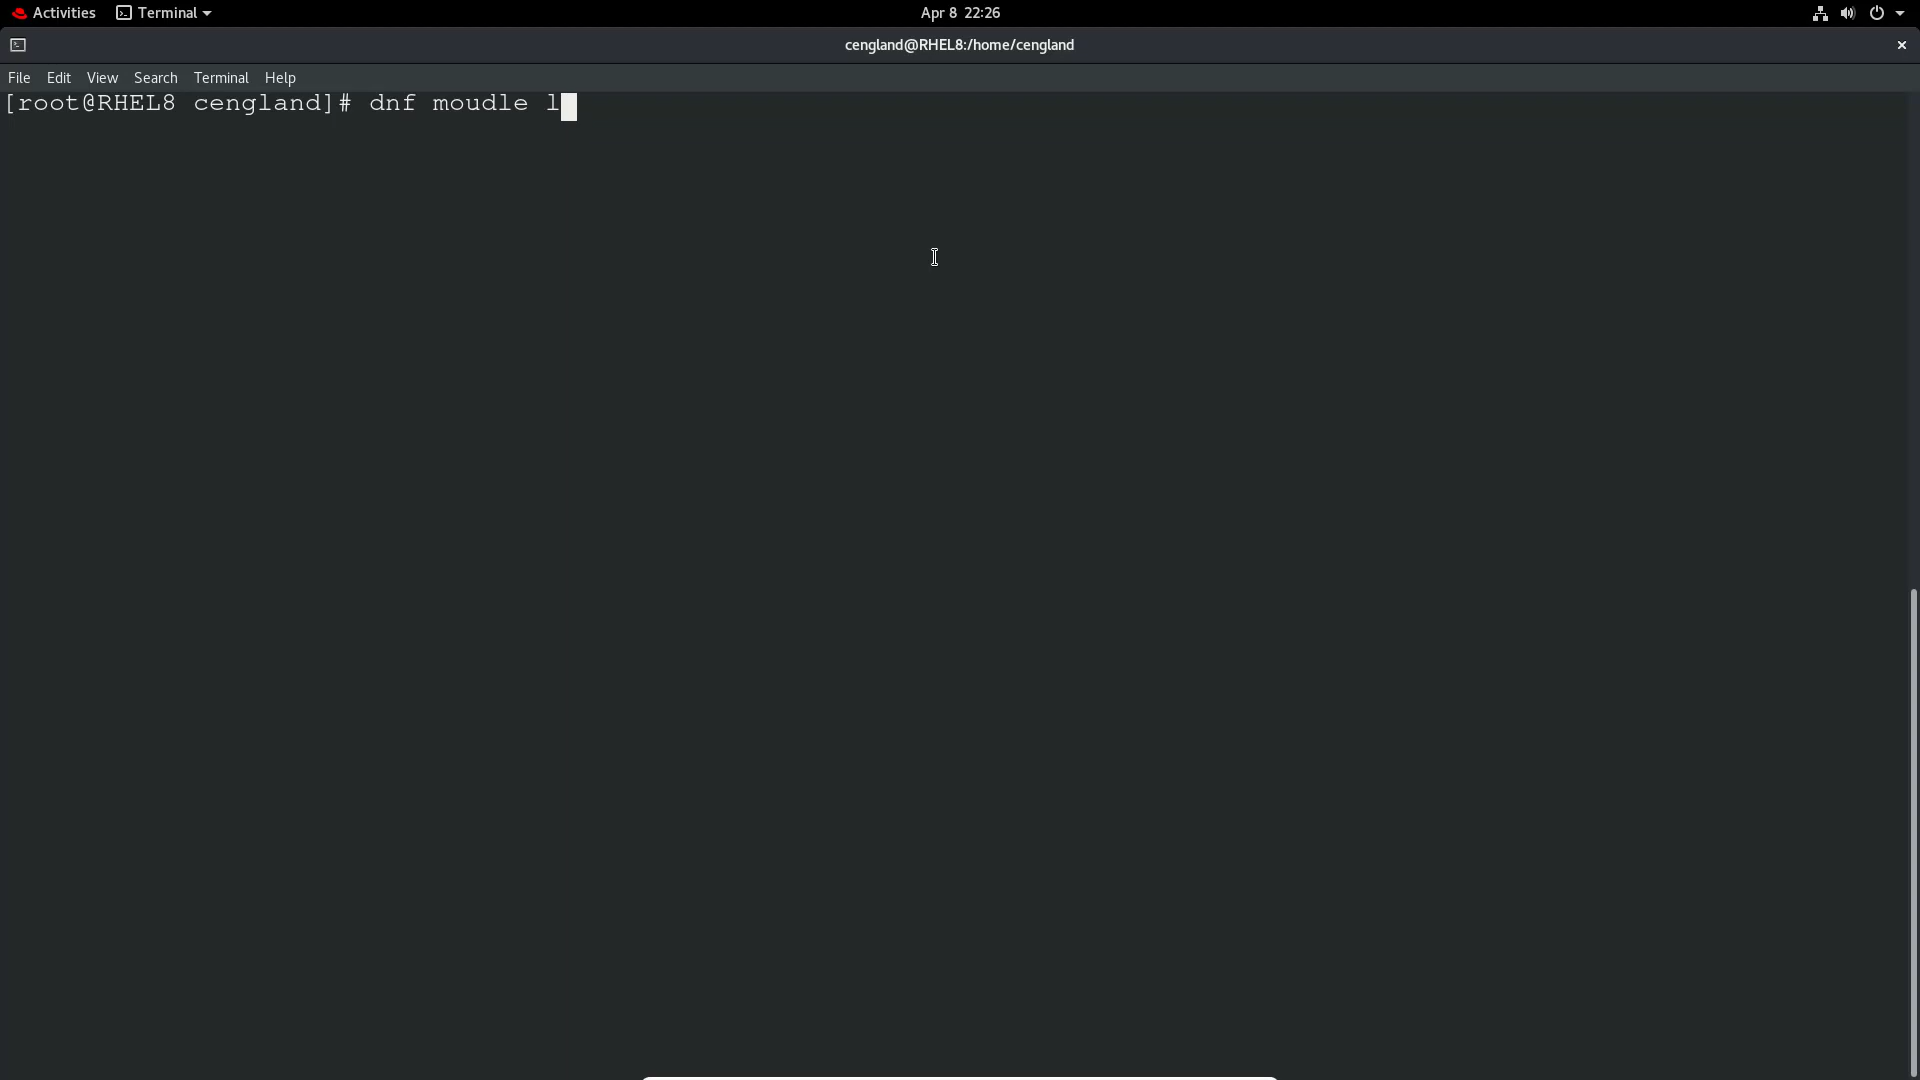 Activities Terminal Apr 8 22:26
cengland@RHEL8:/home/cengland
File Edit View Search Terminal Help
[root@RHEL8 cengland]# dnf moudle l